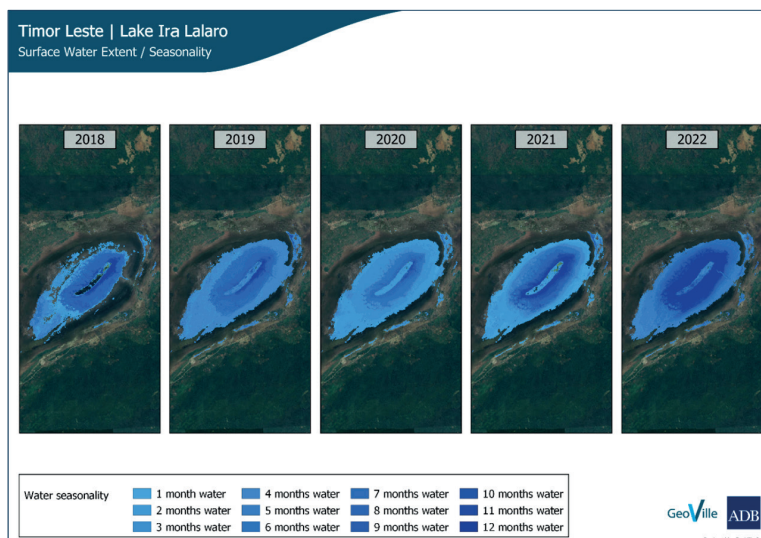 Timor Leste | Lake Ira Lalaro
Surface Water Extent / Seasonality
2018
2019
2020
2021
2022
Water seasonality
1 month water
2 months water
3 months water
4 months water
5 months water
6 months water
7 months water
8 months water
9 months water
10 months water
11 months water
12 months water
GeoVille
ADB